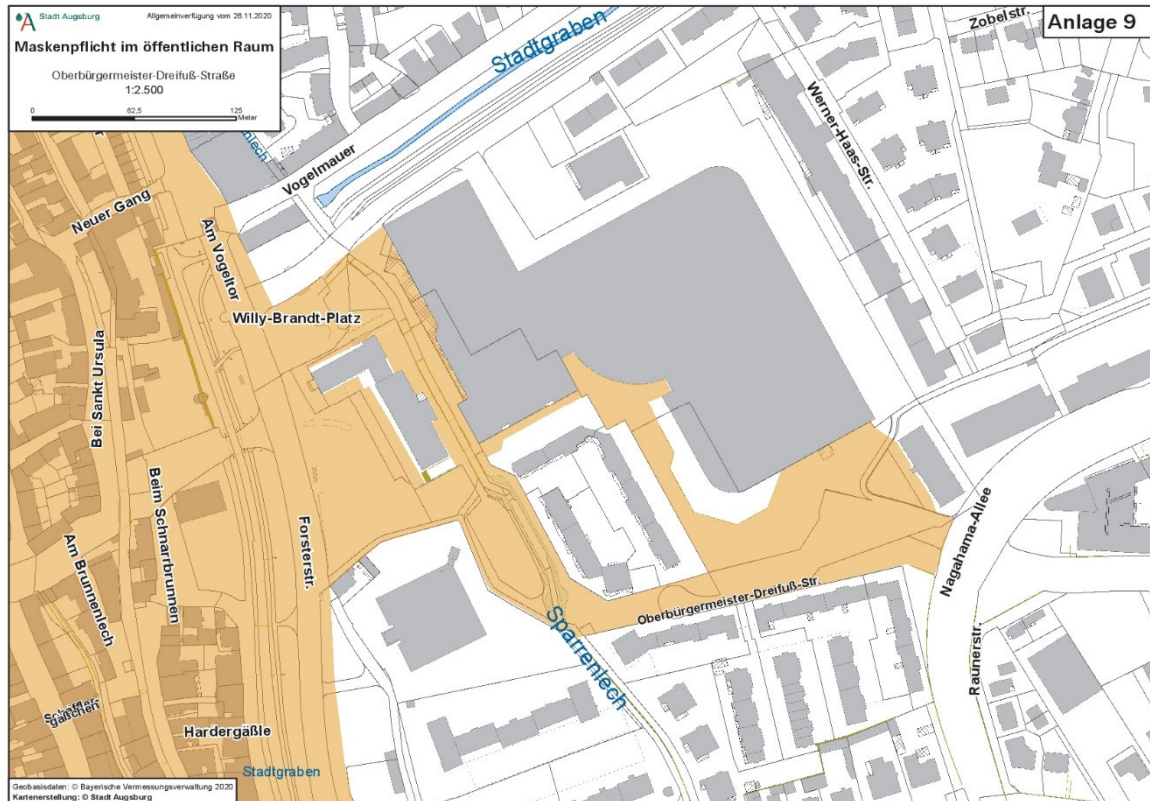 Stadt Augsburg
Allgemeinverfügung vom 26.11.2020
Maskenpflicht im öffentlichen Raum
Oberbürgermeister-Dreifuß-Straße
1:2.500
0 62,5 125
Meter
Anlage 9
Zobelstr.
Stadtgraben
Werner-Haas-Str.
Vogelmauer
Neuer Gang
Am Vogeltor
Willy-Brandt-Platz
Bei Sankt Ursula
Beim Schnarrbrunnen
Forsterstr.
Am Brunnenlech
Nagahama-Allee
Oberbürgermeister-Dreifuß-Str.
Sparrenlech
Raunerstr.
gäßchen
Hardergäßle
Stadtgraben
Geobasisdaten: © Bayerische Vermessungsverwaltung 2020
Kartenerstellung: © Stadt Augsburg